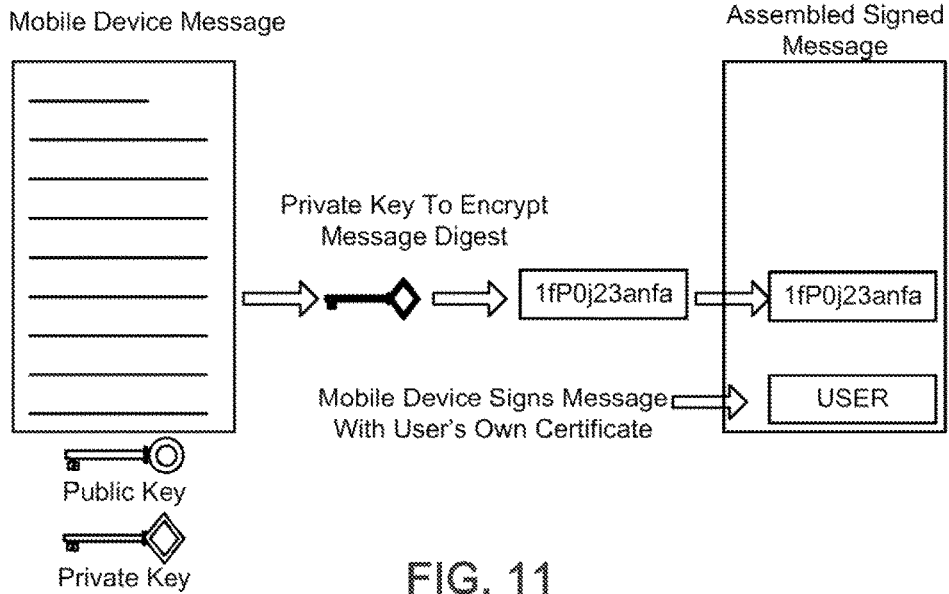 Mobile Device Message
Assembled Signed
Message
Private Key To Encrypt
Message Digest
1fP0j23anfa
1fP0j23anfa
Mobile Device Signs Message
With User's Own Certificate
USER
Public Key
Private Key
FIG. 11